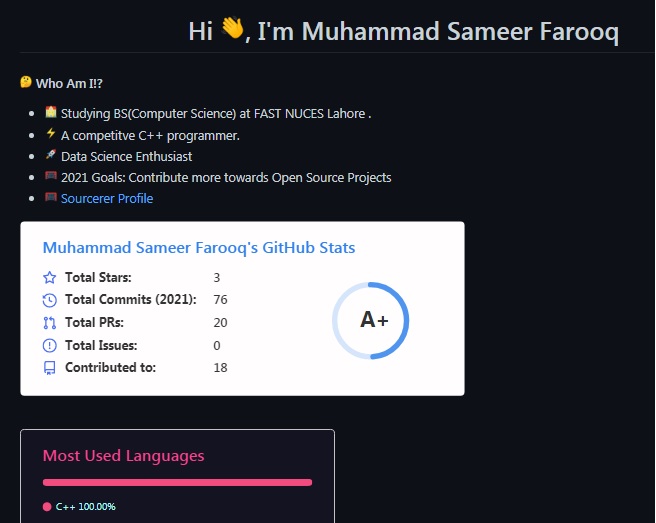 Hi 👋, I'm Muhammad Sameer Farooq
🤔 Who Am I!?
Studying BS(Computer Science) at FAST NUCES Lahore .
⚡ A competitve C++ programmer.
🚀 Data Science Enthusiast
2021 Goals: Contribute more towards Open Source Projects
Sourcerer Profile
Muhammad Sameer Farooq's GitHub Stats
Total Stars: 3
Total Commits (2021): 76
Total PRs: 20
Total Issues: 0
Contributed to: 18
A+
Most Used Languages
C++ 100.00%